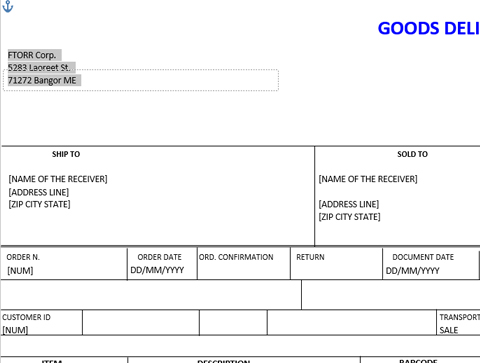 GOODS DELI
FTORR Corp.
5283 Laoreet St.
71272 Bangor ME
SHIP TO
SOLD TO
[NAME OF THE RECEIVER]
[NAME OF THE RECEIVER]
[ADDRESS LINE]
[ADDRESS LINE]
[ZIP CITY STATE]
[ZIP CITY STATE]
ORDER N.
ORDER DATE
ORD. CONFIRMATION
RETURN
DOCUMENT DATE
[NUM]
DD/MM/YYYY
DD/MM/YYYY
CUSTOMER ID
TRANSPORT
[NUM]
SALE
ITEM
DESCRIPTION
BARCODE